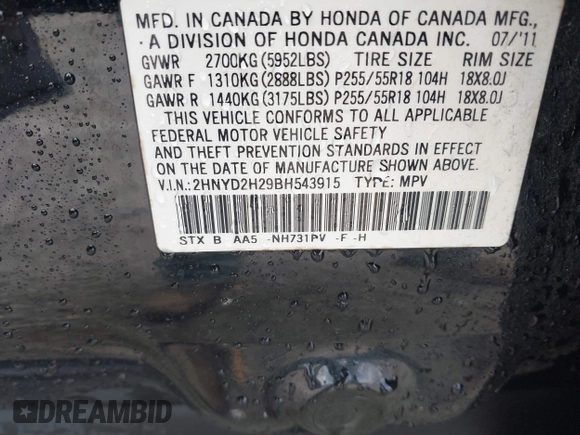 MFD. IN CANADA BY HONDA OF CANADA MFG.,
A DIVISION OF HONDA CANADA INC. 07/'11
GVWR 2700KG(5952LBS) TIRE SIZE RIM SIZE
GAWR F 1310KG(2888LBS) P255/55R18 104H 18X8.0J
GAWR R 1440KG(3175LBS) P255/55R18 104H 18X8.0J
THIS VEHICLE CONFORMS TO ALL APPLICABLE
FEDERAL MOTOR VEHICLE SAFETY
AND THEFT PREVENTION STANDARDS IN EFFECT
ON THE DATE OF MANUFACTURE SHOWN ABOVE.
V.I.N.:2HNYD2H29BH543915 TYPE: MPV
STX B AA5 -NH731PV -F -H
DREAMBID